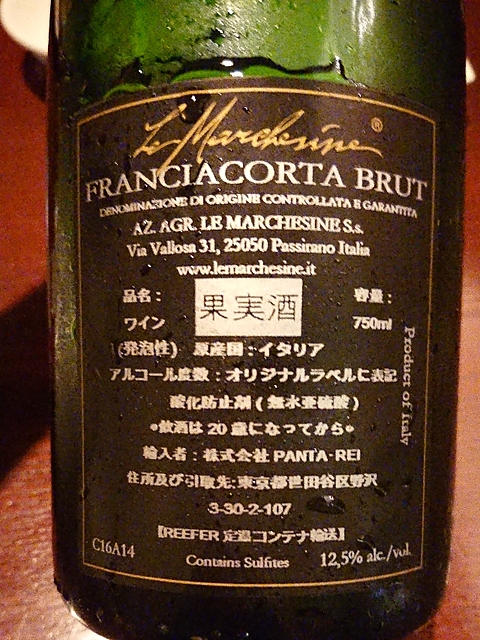 Le Marchesine ®
FRANCIACORTA BRUT
DENOMINAZIONE DI ORIGINE CONTROLLATA E GARANTITA
AZ. AGR. LE MARCHESINE S.s.
Via Vallosa 31, 25050 Passirano Italia
www.lemarchesine.it
品名: 果実酒 容量:
ワイン 750ml
(発泡性) 原産国:イタリア
アルコール度数:オリジナルラベルに表記
酸化防止剤(無水亜硫酸)
•飲酒は20歳になってから•
輸入者:株式会社 PANTA-REI
住所及び引取先:東京都世田谷区野沢
3-30-2-107
【REEFER 定温コンテナ輸送】
C16A14 Contains Sulfites 12,5% alc./vol.
Product of Italy